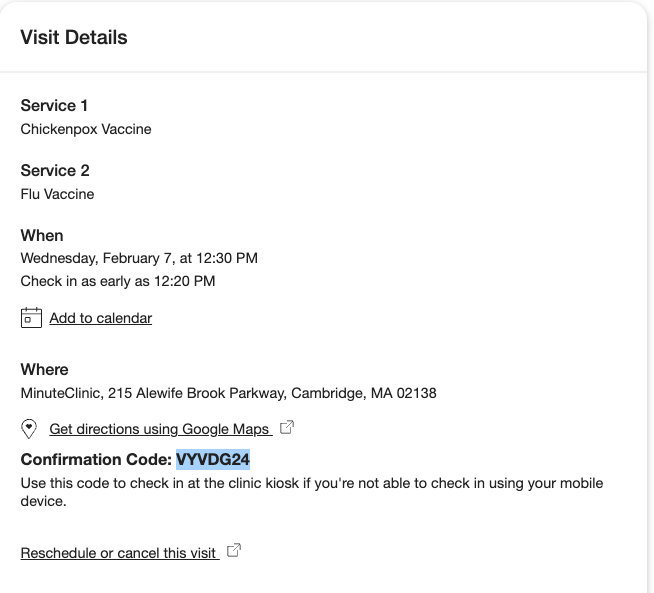 Visit Details
Service 1
Chickenpox Vaccine
Service 2
Flu Vaccine
When
Wednesday, February 7, at 12:30 PM
Check in as early as 12:20 PM
Add to calendar
Where
MinuteClinic, 215 Alewife Brook Parkway, Cambridge, MA 02138
Get directions using Google Maps
Confirmation Code: VYVDG24
Use this code to check in at the clinic kiosk if you're not able to check in using your mobile
device.
Reschedule or cancel this visit